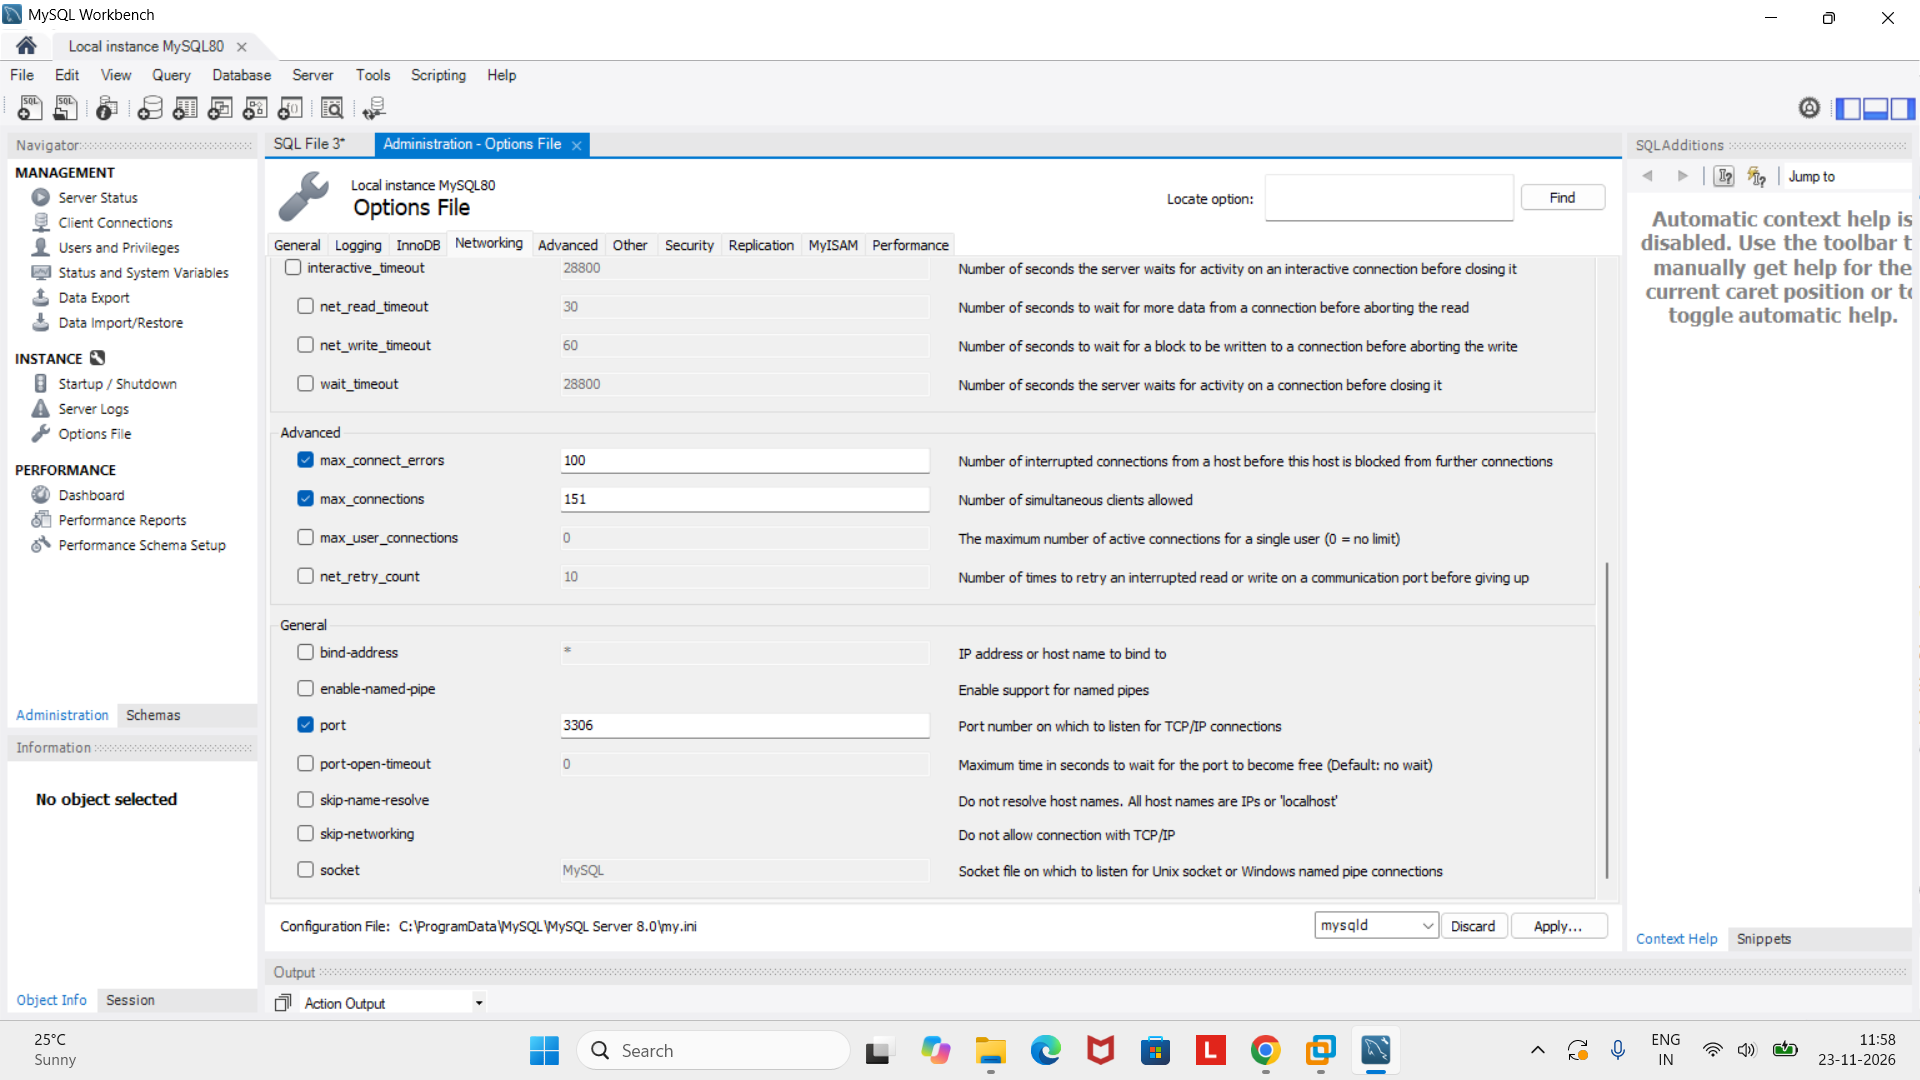 MySQL Workbench
Local instance MySQL80
File Edit View Query Database Server Tools Scripting Help
Navigator
MANAGEMENT
Server Status
Client Connections
Users and Privileges
Status and System Variables
Data Export
Data Import/Restore
INSTANCE
Startup / Shutdown
Server Logs
Options File
PERFORMANCE
Dashboard
Performance Reports
Performance Schema Setup
Administration Schemas
Information
No object selected
Object Info Session
SQL File 3* Administration - Options File
Local instance MySQL80
Options File
Locate option: Find
General Logging InnoDB Networking Advanced Other Security Replication MyISAM Performance
interactive_timeout 28800 Number of seconds the server waits for activity on an interactive connection before closing it
net_read_timeout 30 Number of seconds to wait for more data from a connection before aborting the read
net_write_timeout 60 Number of seconds to wait for a block to be written to a connection before aborting the write
wait_timeout 28800 Number of seconds the server waits for activity on a connection before closing it
Advanced
max_connect_errors 100 Number of interrupted connections from a host before this host is blocked from further connections
max_connections 151 Number of simultaneous clients allowed
max_user_connections 0 The maximum number of active connections for a single user (0 = no limit)
net_retry_count 10 Number of times to retry an interrupted read or write on a communication port before giving up
General
bind-address * IP address or host name to bind to
enable-named-pipe Enable support for named pipes
port 3306 Port number on which to listen for TCP/IP connections
port-open-timeout 0 Maximum time in seconds to wait for the port to become free (Default: no wait)
skip-name-resolve Do not resolve host names. All host names are IPs or 'localhost'
skip-networking Do not allow connection with TCP/IP
socket MySQL Socket file on which to listen for Unix socket or Windows named pipe connections
Configuration File: C:\ProgramData\MySQL\MySQL Server 8.0\my.ini mysqld Discard Apply...
Output
Action Output
SQLAdditions
Jump to
Automatic context help is
disabled. Use the toolbar t
manually get help for the
current caret position or to
toggle automatic help.
Context Help Snippets
25°C
Sunny
Search
ENG
IN
11:58
23-11-2026